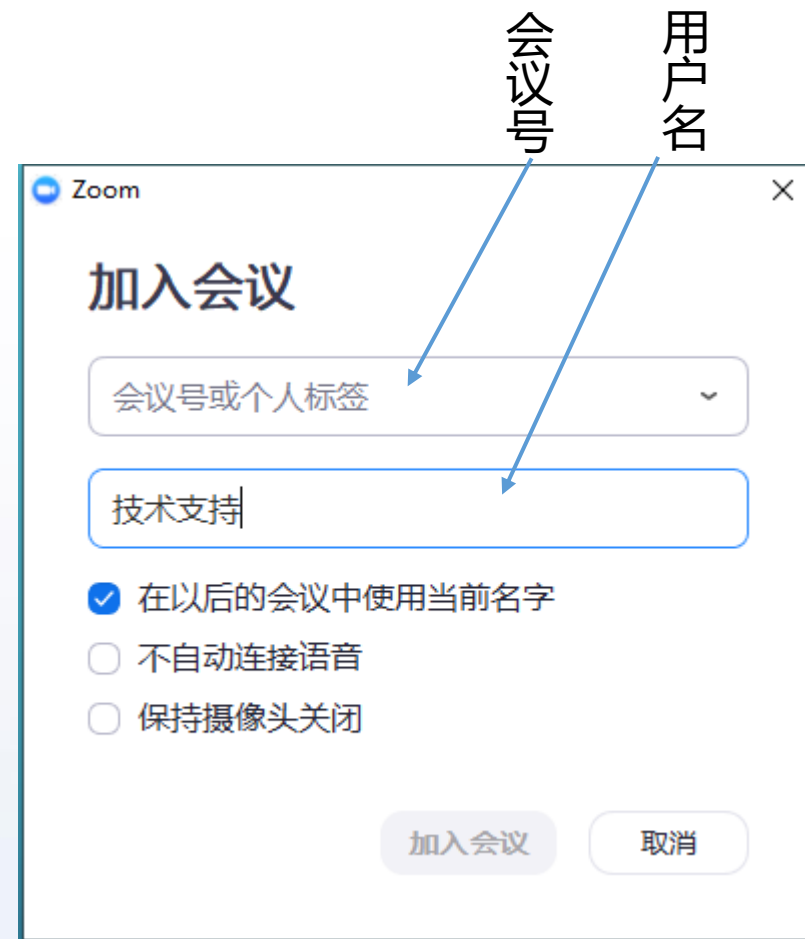 会议号
用户名
Zoom
加入会议
会议号或个人标签
技术支持
在以后的会议中使用当前名字
不自动连接语音
保持摄像头关闭
加入会议
取消